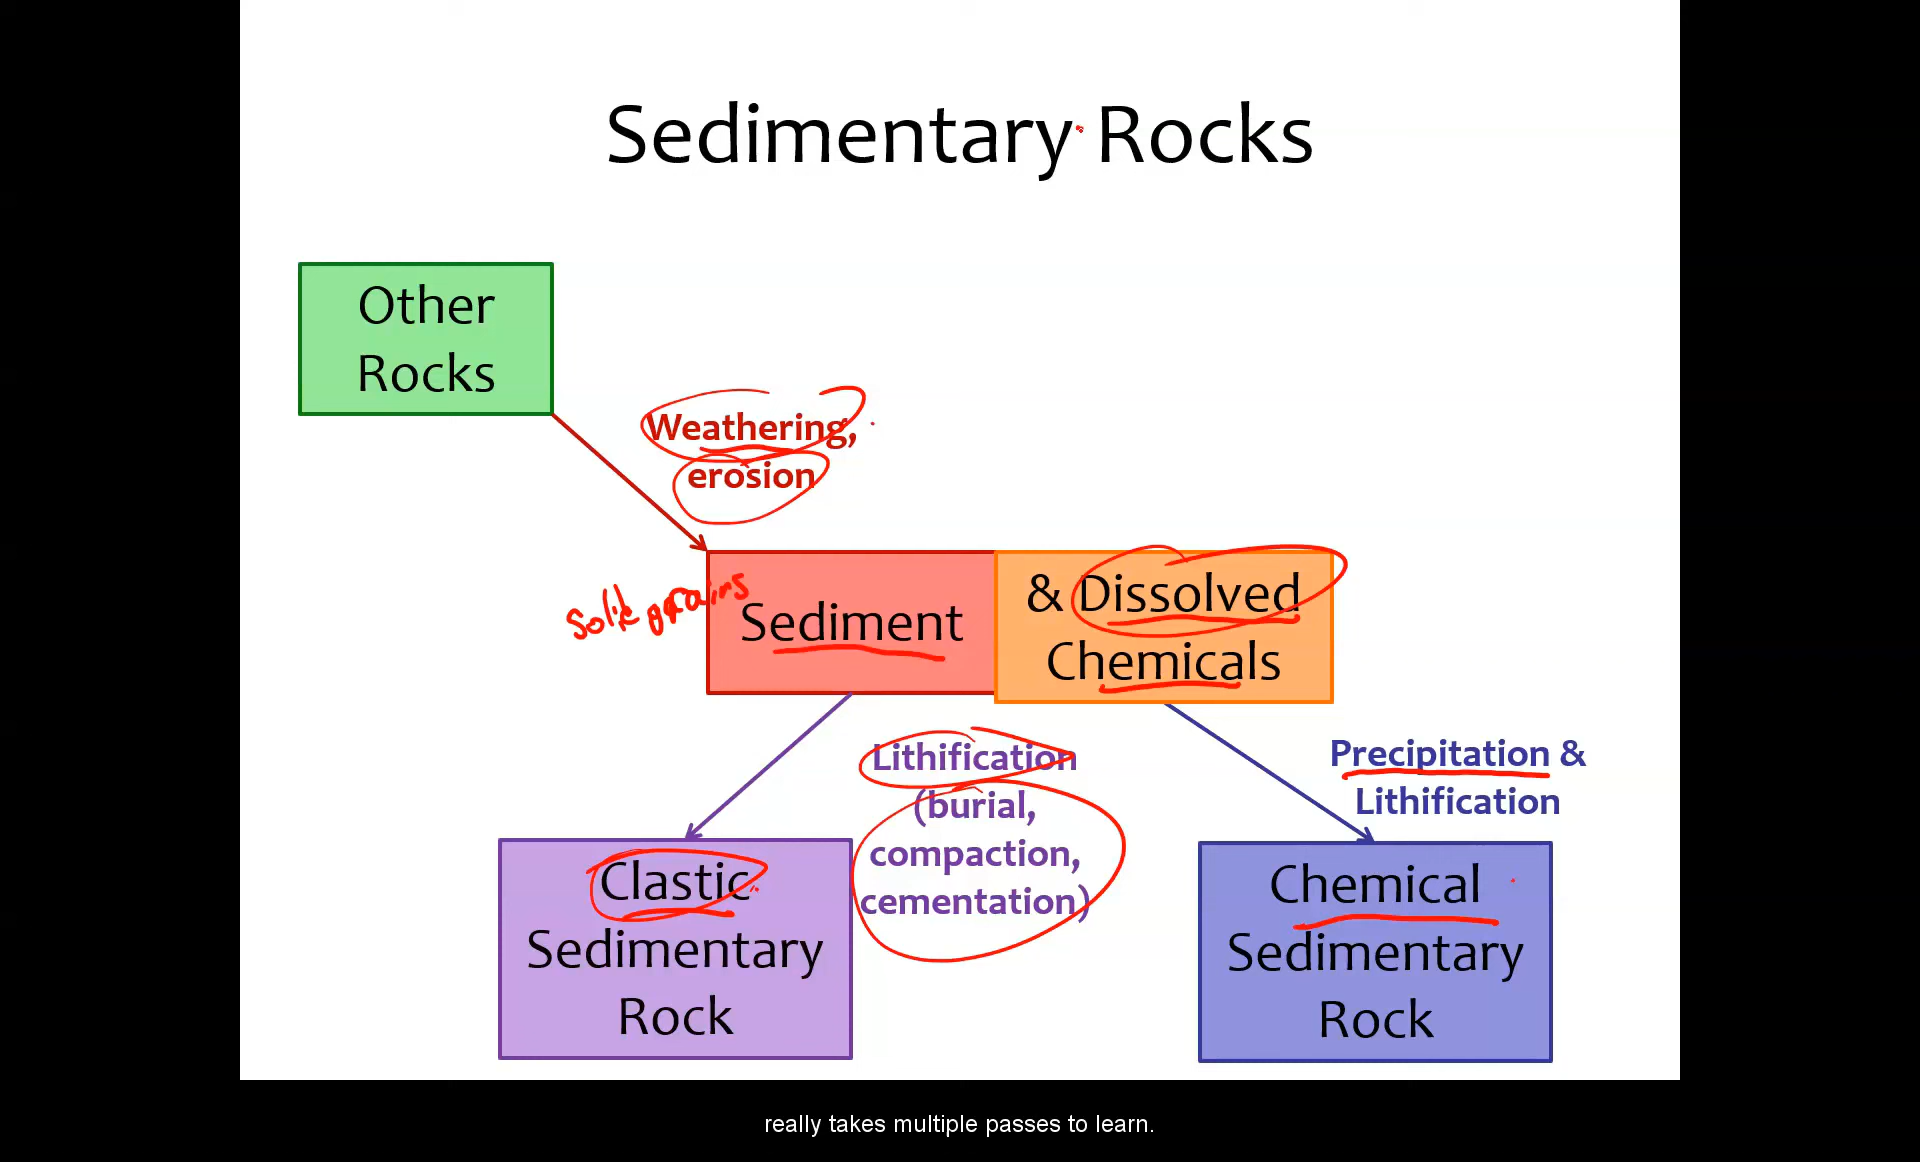 Sedimentary Rocks
Other
Rocks
Weathering,
erosion
Solid grains
Sediment
& Dissolved
Chemicals
Lithification
(burial,
compaction,
cementation)
Precipitation &
Lithification
Clastic
Sedimentary
Rock
Chemical
Sedimentary
Rock
really takes multiple passes to learn.